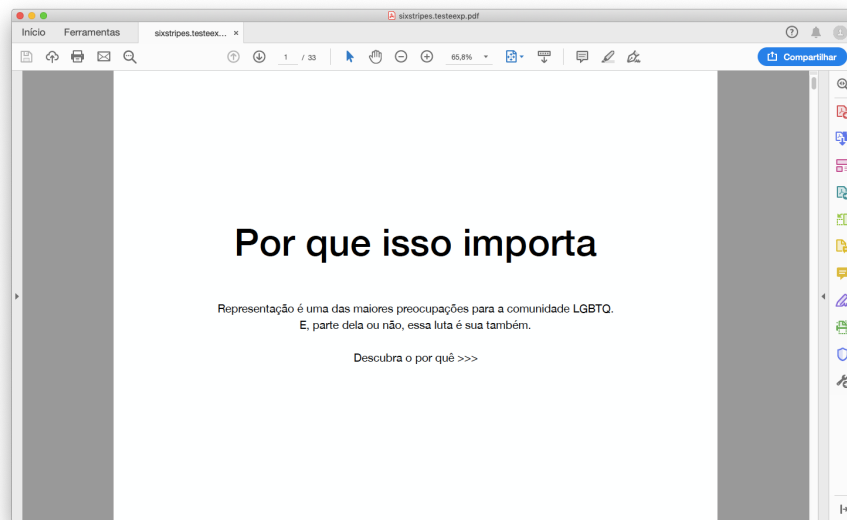 sixstripes.testeexp.pdf
Início Ferramentas sixstripes.testeex... ×
1 / 33 65,8% Compartilhar
Por que isso importa
Representação é uma das maiores preocupações para a comunidade LGBTQ.
E, parte dela ou não, essa luta é sua também.
Descubra o por quê >>>